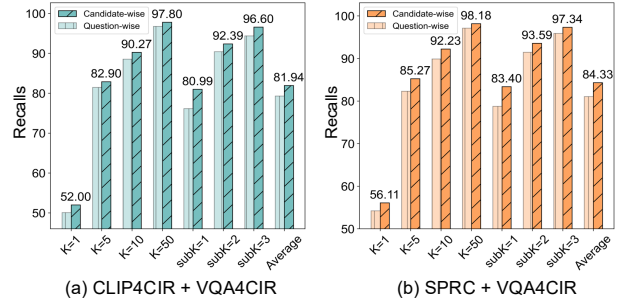 Candidate-wise
Question-wise
Recalls
100
90
80
70
60
50
52.00
82.90
90.27
97.80
80.99
92.39
96.60
81.94
K=1
K=5
K=10
K=50
subK=1
subK=2
subK=3
Average
(a) CLIP4CIR + VQA4CIR
Candidate-wise
Question-wise
Recalls
100
90
80
70
60
50
56.11
85.27
92.23
98.18
83.40
93.59
97.34
84.33
K=1
K=5
K=10
K=50
subK=1
subK=2
subK=3
Average
(b) SPRC + VQA4CIR